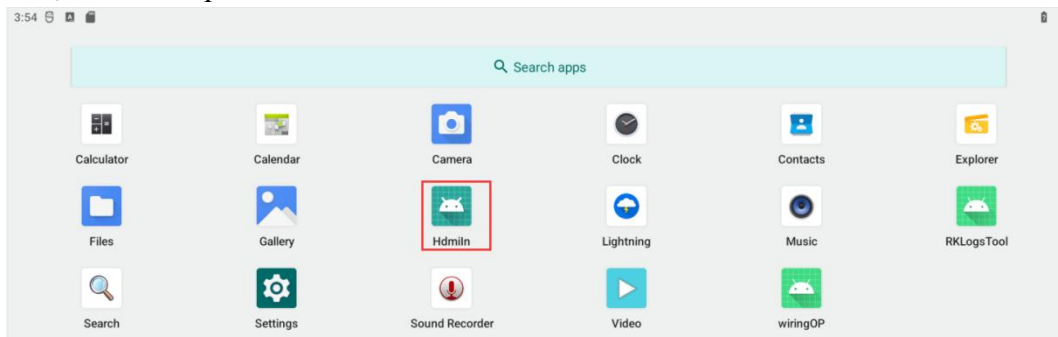 3:54
Search apps
Calculator Calendar Camera Clock Contacts Explorer
Files Gallery HdmiIn Lightning Music RKLogsTool
Search Settings Sound Recorder Video wiringOP